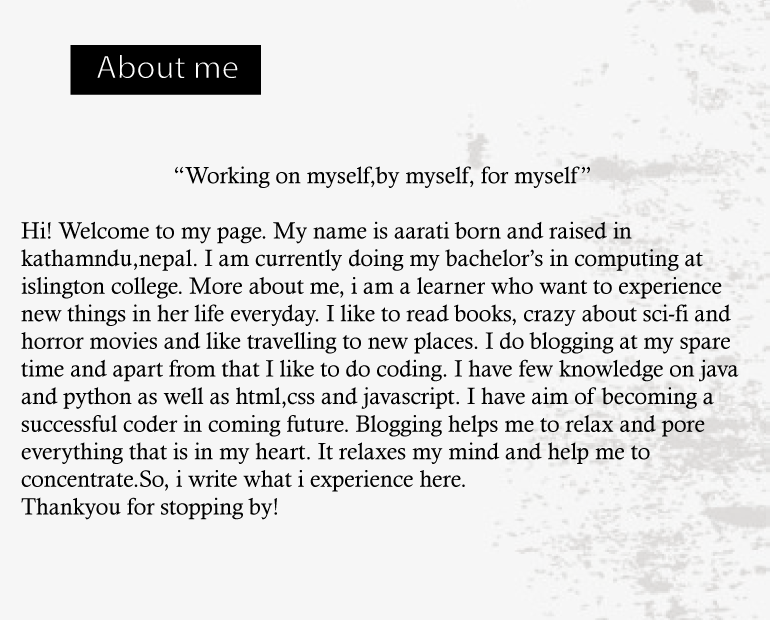 About me
“Working on myself,by myself, for myself”
Hi! Welcome to my page. My name is aarati born and raised in
kathamndu,nepal. I am currently doing my bachelor’s in computing at
islington college. More about me, i am a learner who want to experience
new things in her life everyday. I like to read books, crazy about sci-fi and
horror movies and like travelling to new places. I do blogging at my spare
time and apart from that I like to do coding. I have few knowledge on java
and python as well as html,css and javascript. I have aim of becoming a
successful coder in coming future. Blogging helps me to relax and pore
everything that is in my heart. It relaxes my mind and help me to
concentrate.So, i write what i experience here.
Thankyou for stopping by!